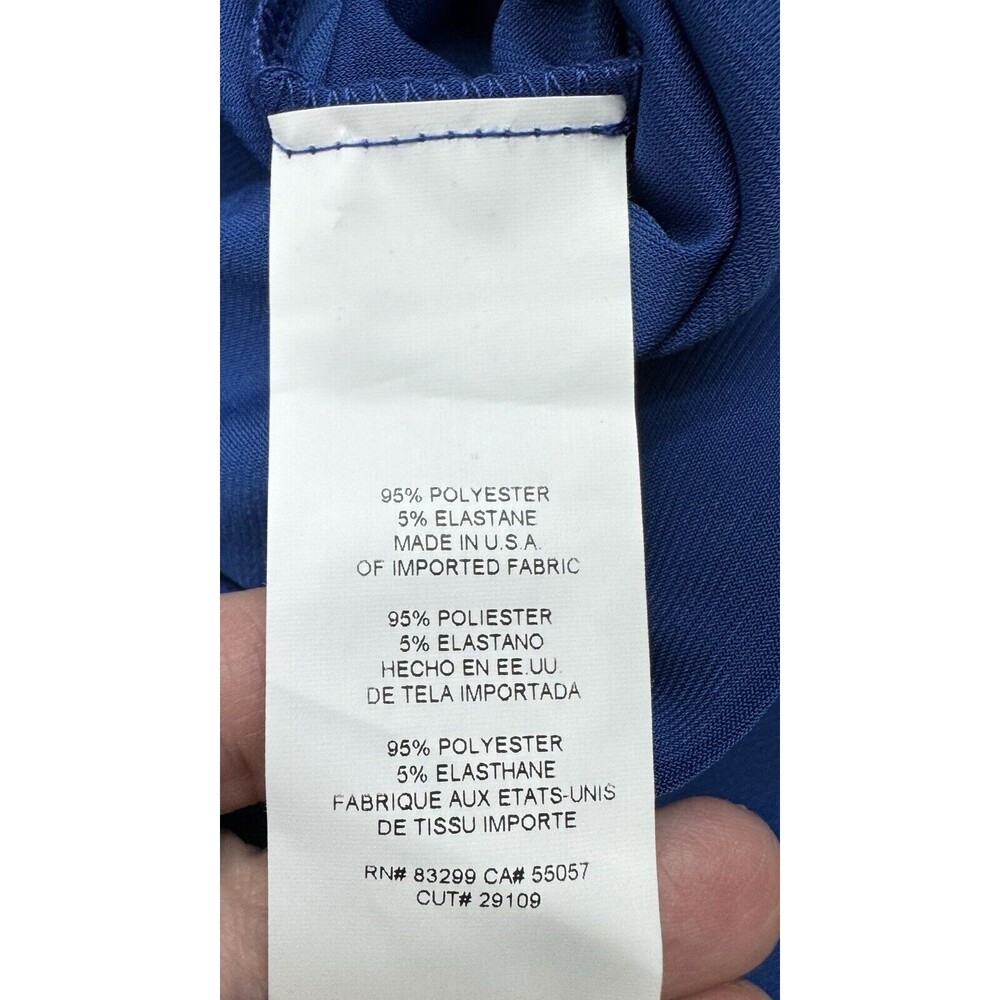 95% POLYESTER
5% ELASTANE
MADE IN U.S.A.
OF IMPORTED FABRIC
95% POLIESTER
5% ELASTANO
HECHO EN EE.UU.
DE TELA IMPORTADA
95% POLYESTER
5% ELASTHANE
FABRIQUE AUX ETATS-UNIS
DE TISSU IMPORTE
RN# 83299 CA# 55057
CUT# 29109